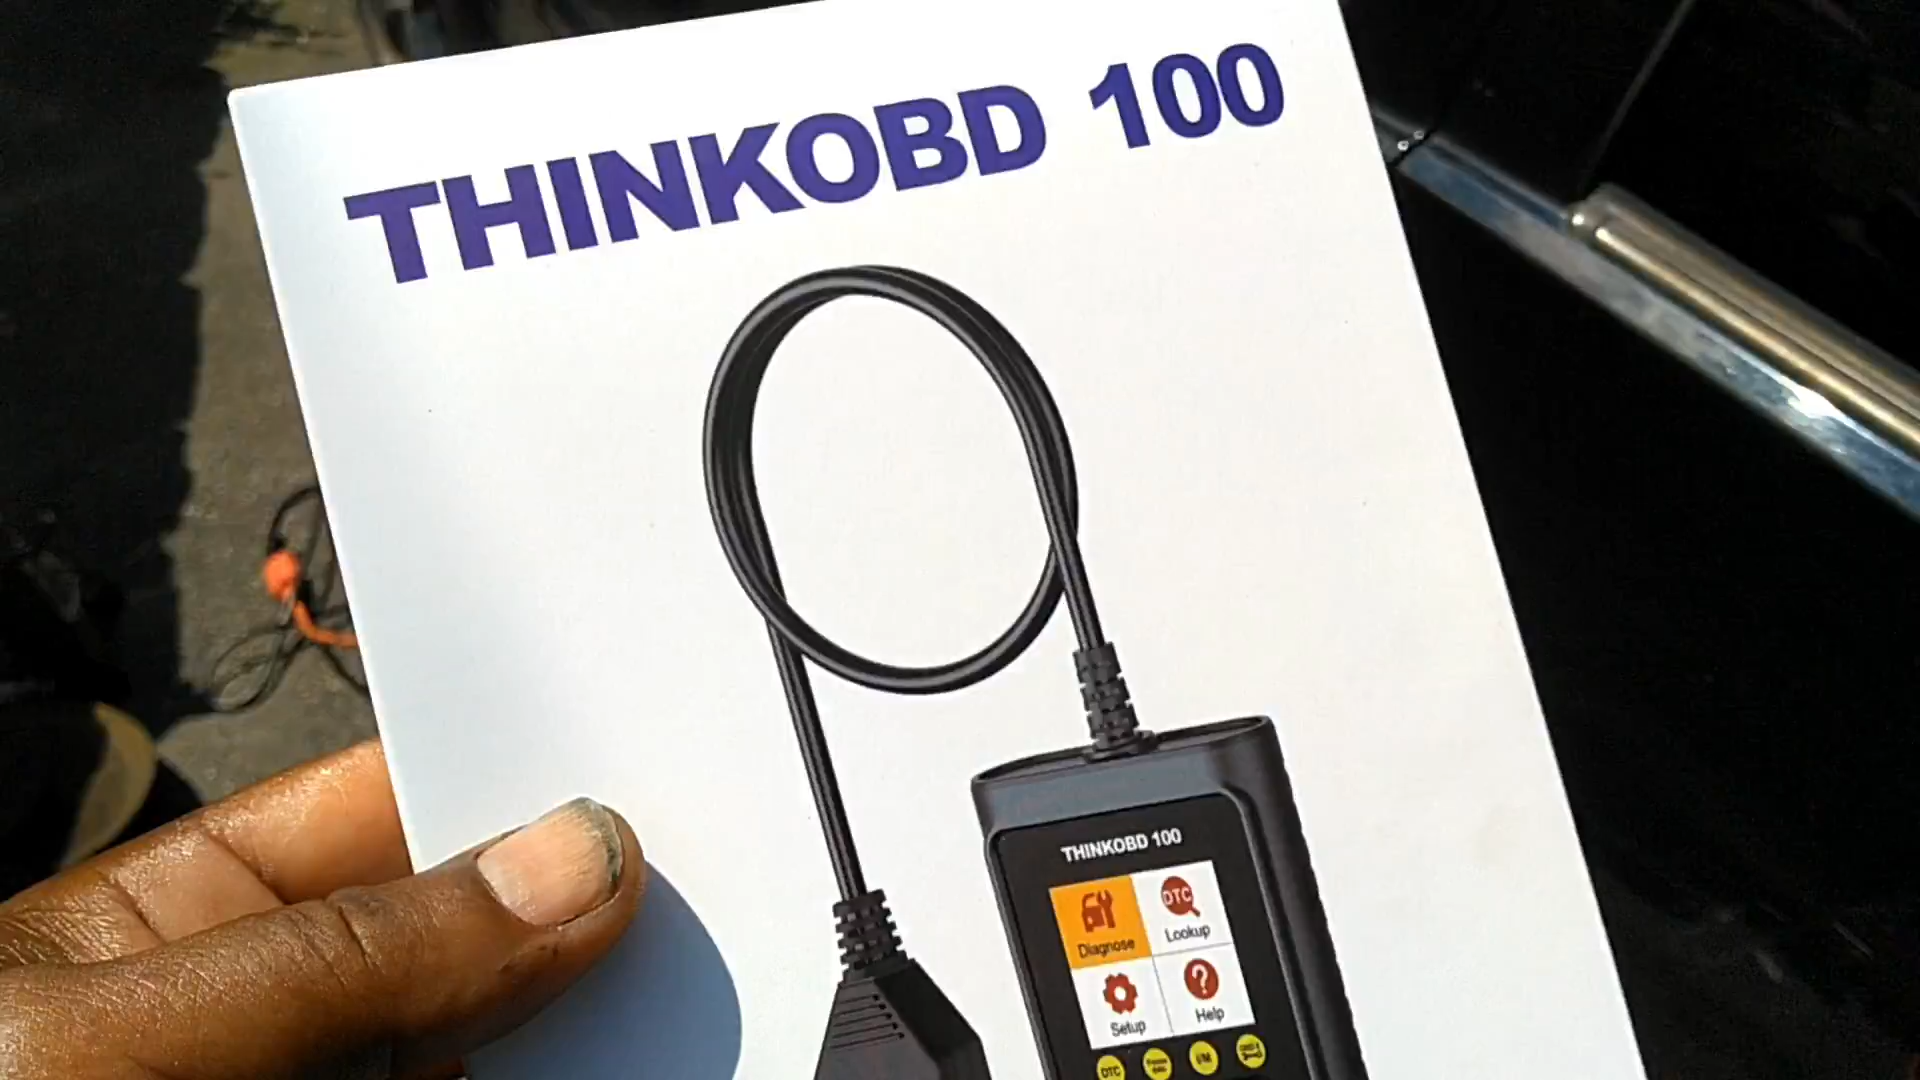 THINKOBD 100
THINKOBD 100
DTC
Diagnose
Lookup
Setup
Help
DTC
I/M